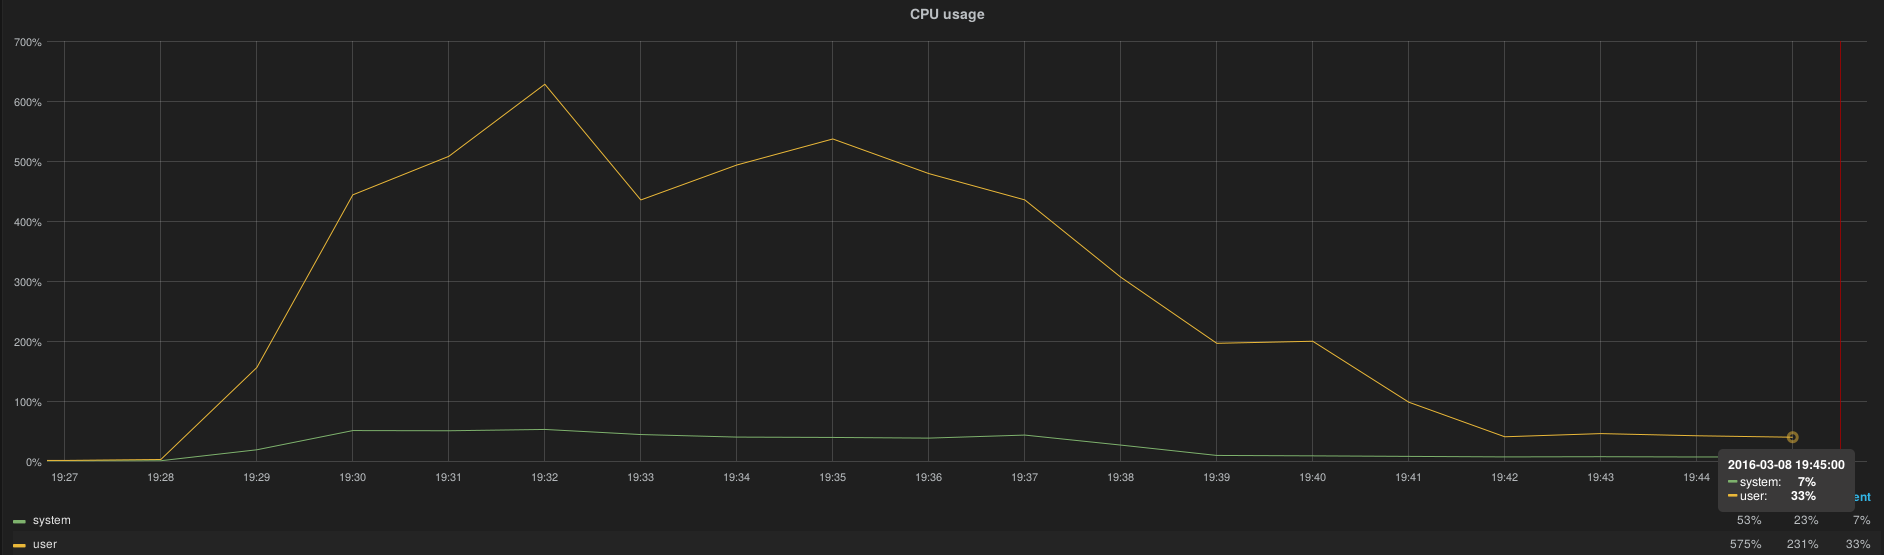 CPU usage
700%
600%
500%
400%
300%
200%
100%
0%
19:27 19:28 19:29 19:30 19:31 19:32 19:33 19:34 19:35 19:36 19:37 19:38 19:39 19:40 19:41 19:42 19:43 19:44
2016-03-08 19:45:00
system: 7%
user: 33%
ent
system 53% 23% 7%
user 575% 231% 33%